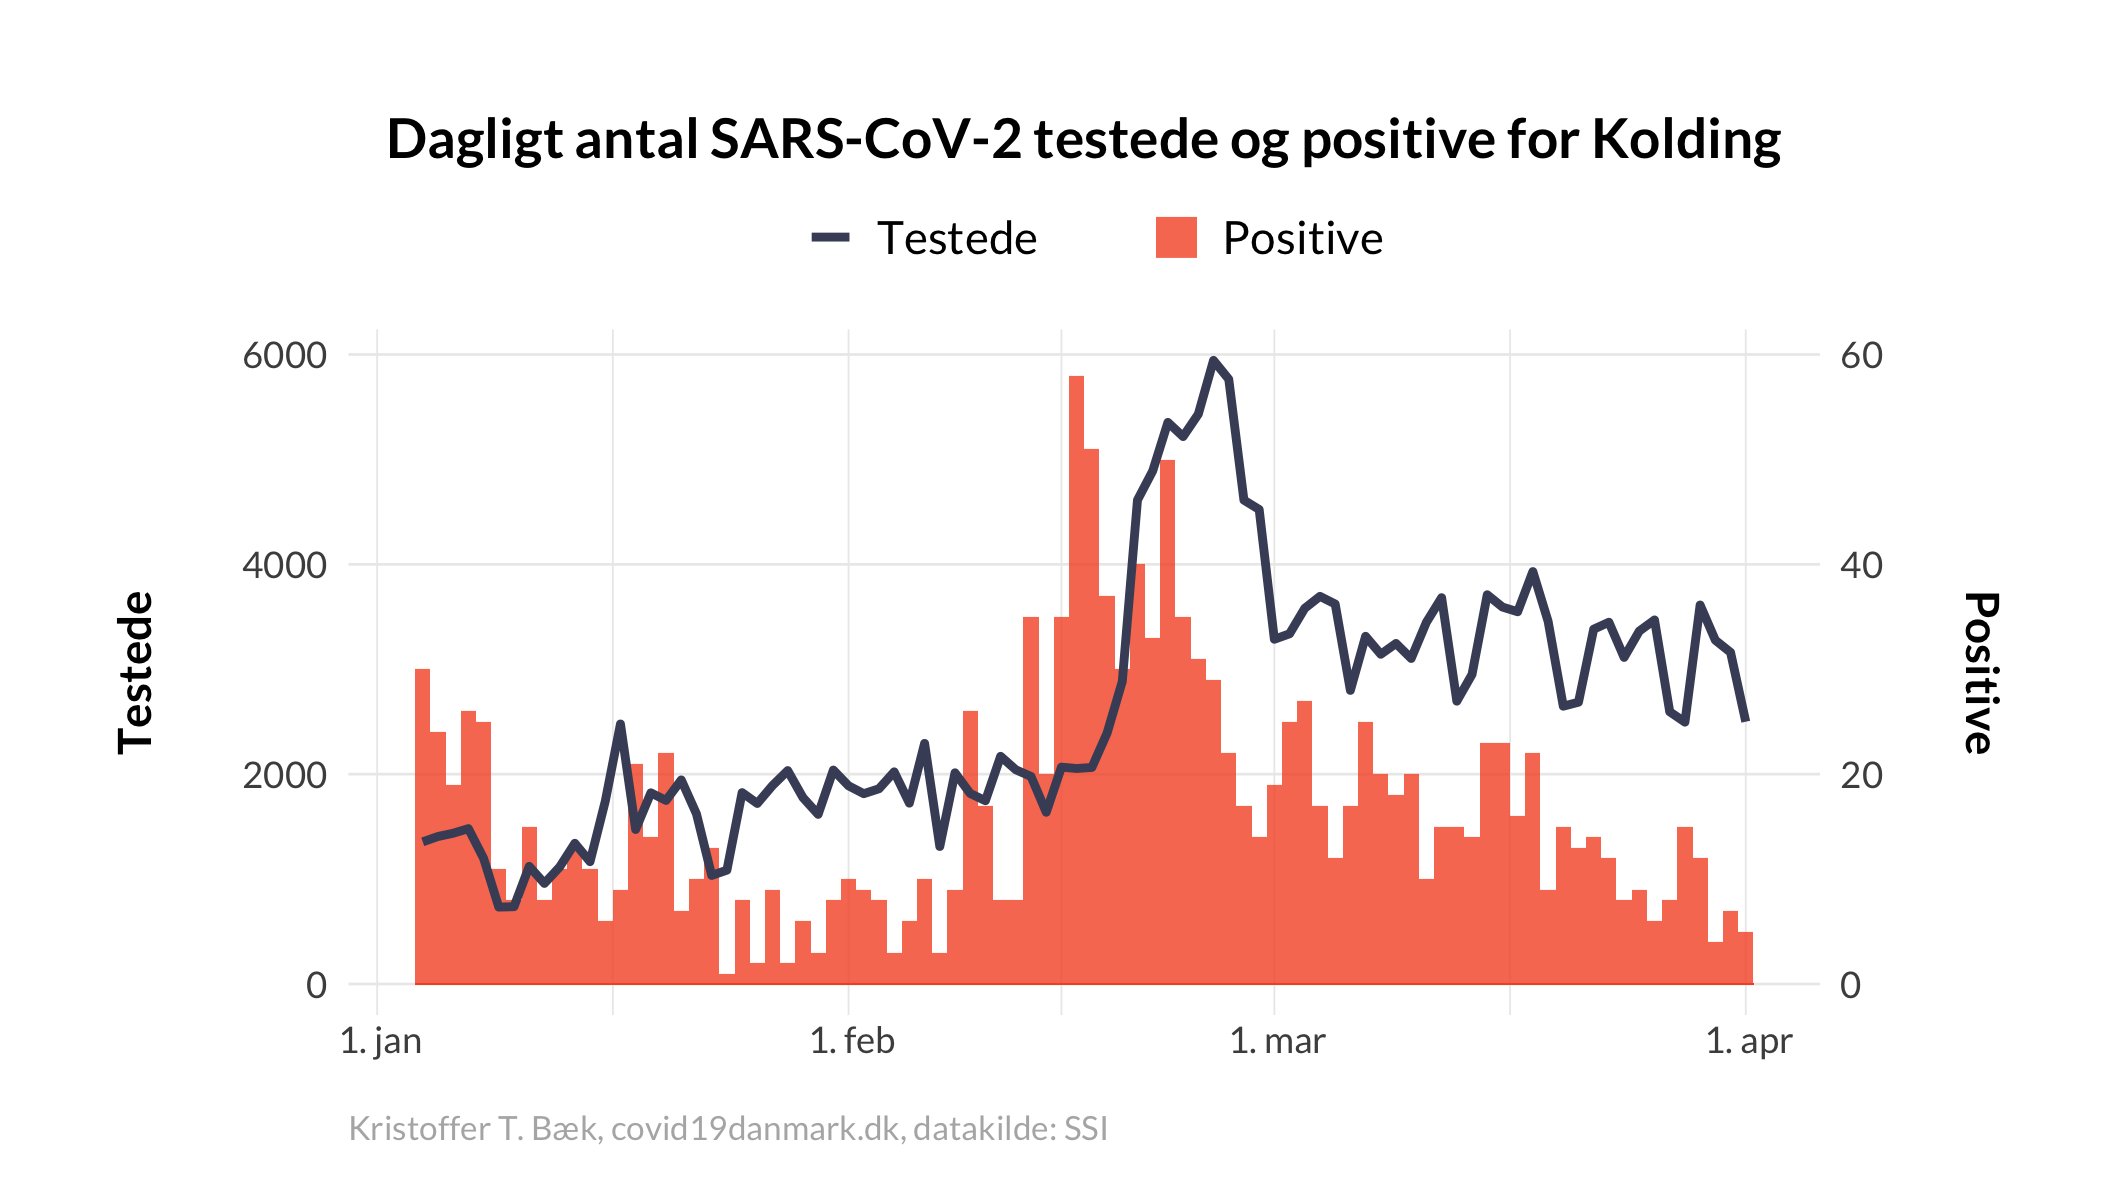 Dagligt antal SARS-CoV-2 testede og positive for Kolding
Testede
Positive
6000
4000
2000
0
Testede
60
40
20
0
Positive
1. jan
1. feb
1. mar
1. apr
Kristoffer T. Bæk, covid19danmark.dk, datakilde: SSI